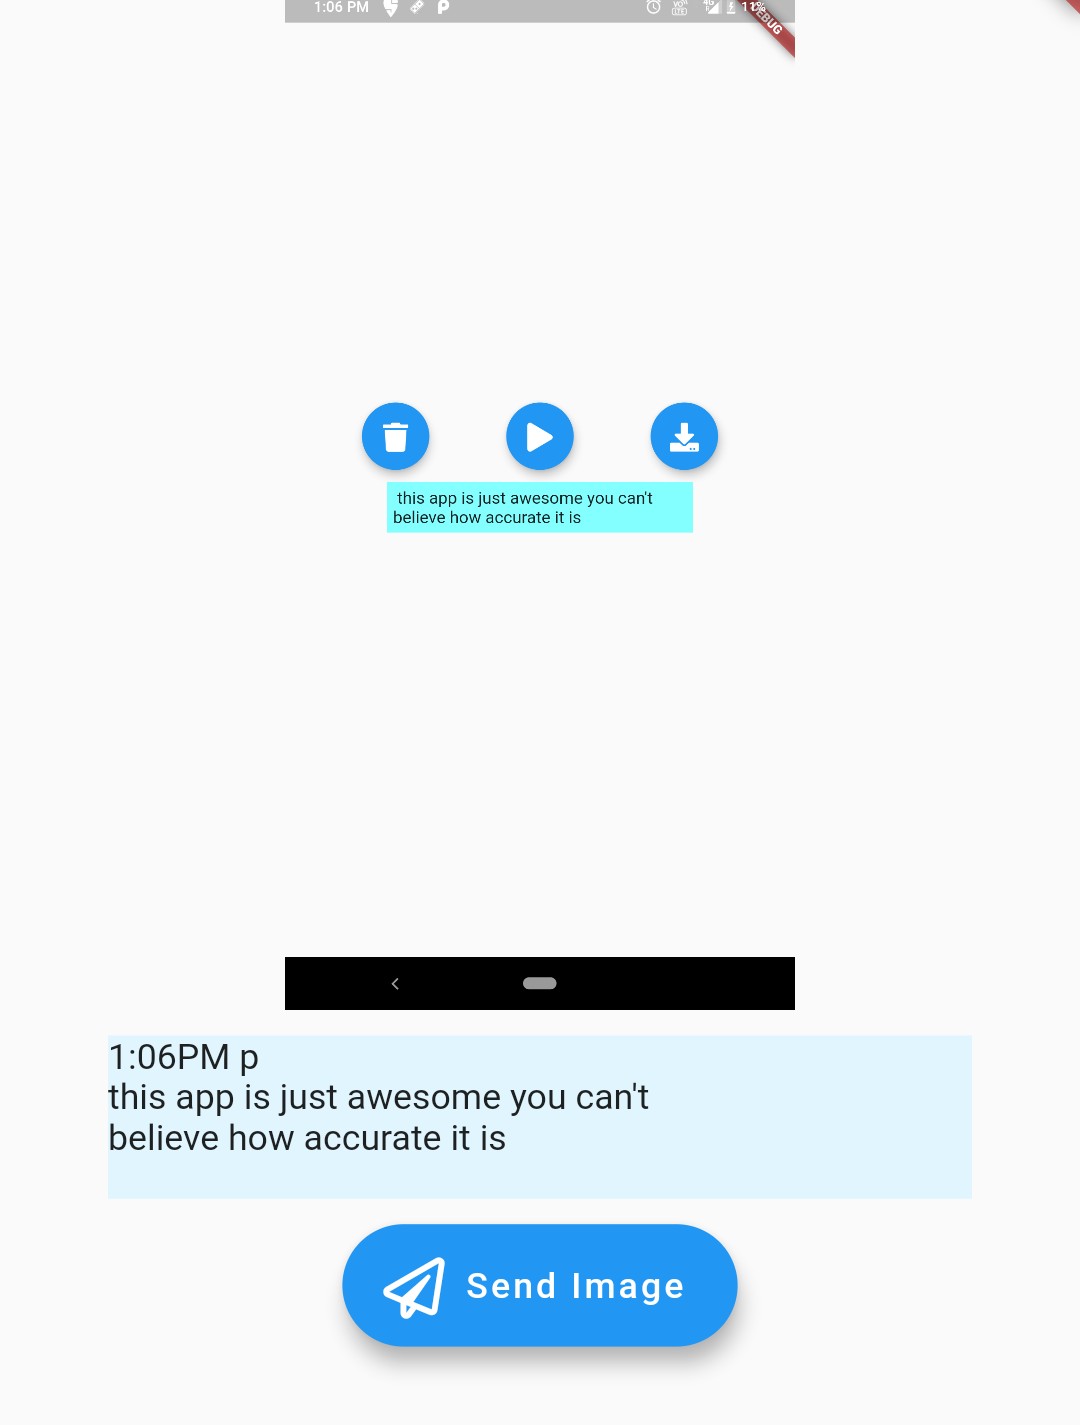 1:06 PM
11%
DEBUG
this app is just awesome you can't
believe how accurate it is
1:06PM p
this app is just awesome you can't
believe how accurate it is
Send Image